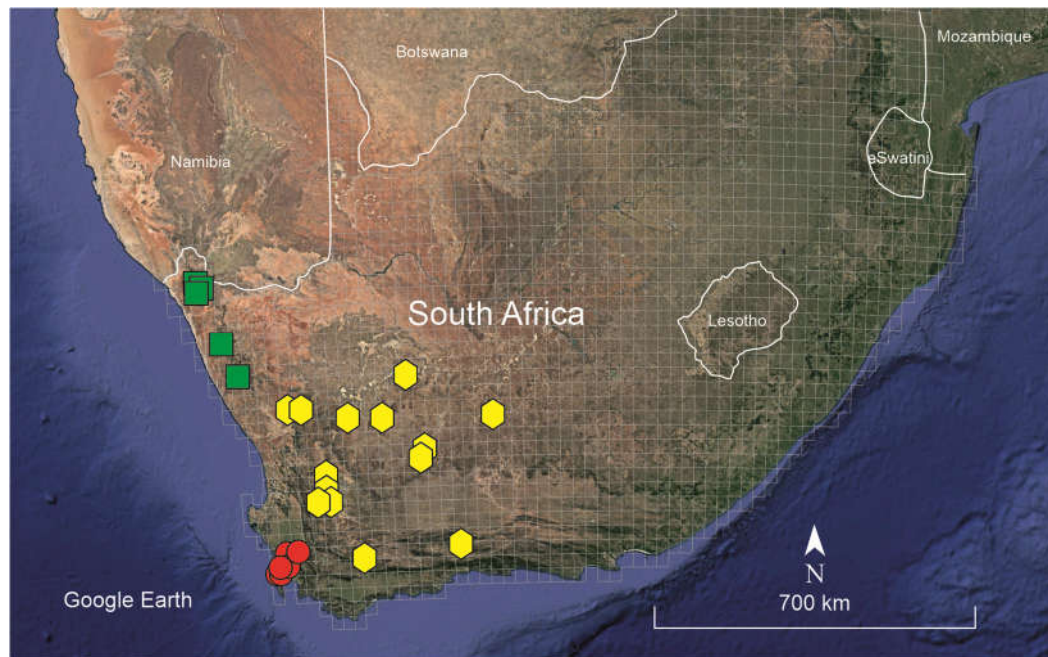 Mozambique
Botswana
Namibia
eSwatini
South Africa
Lesotho
N
Google Earth
700 km